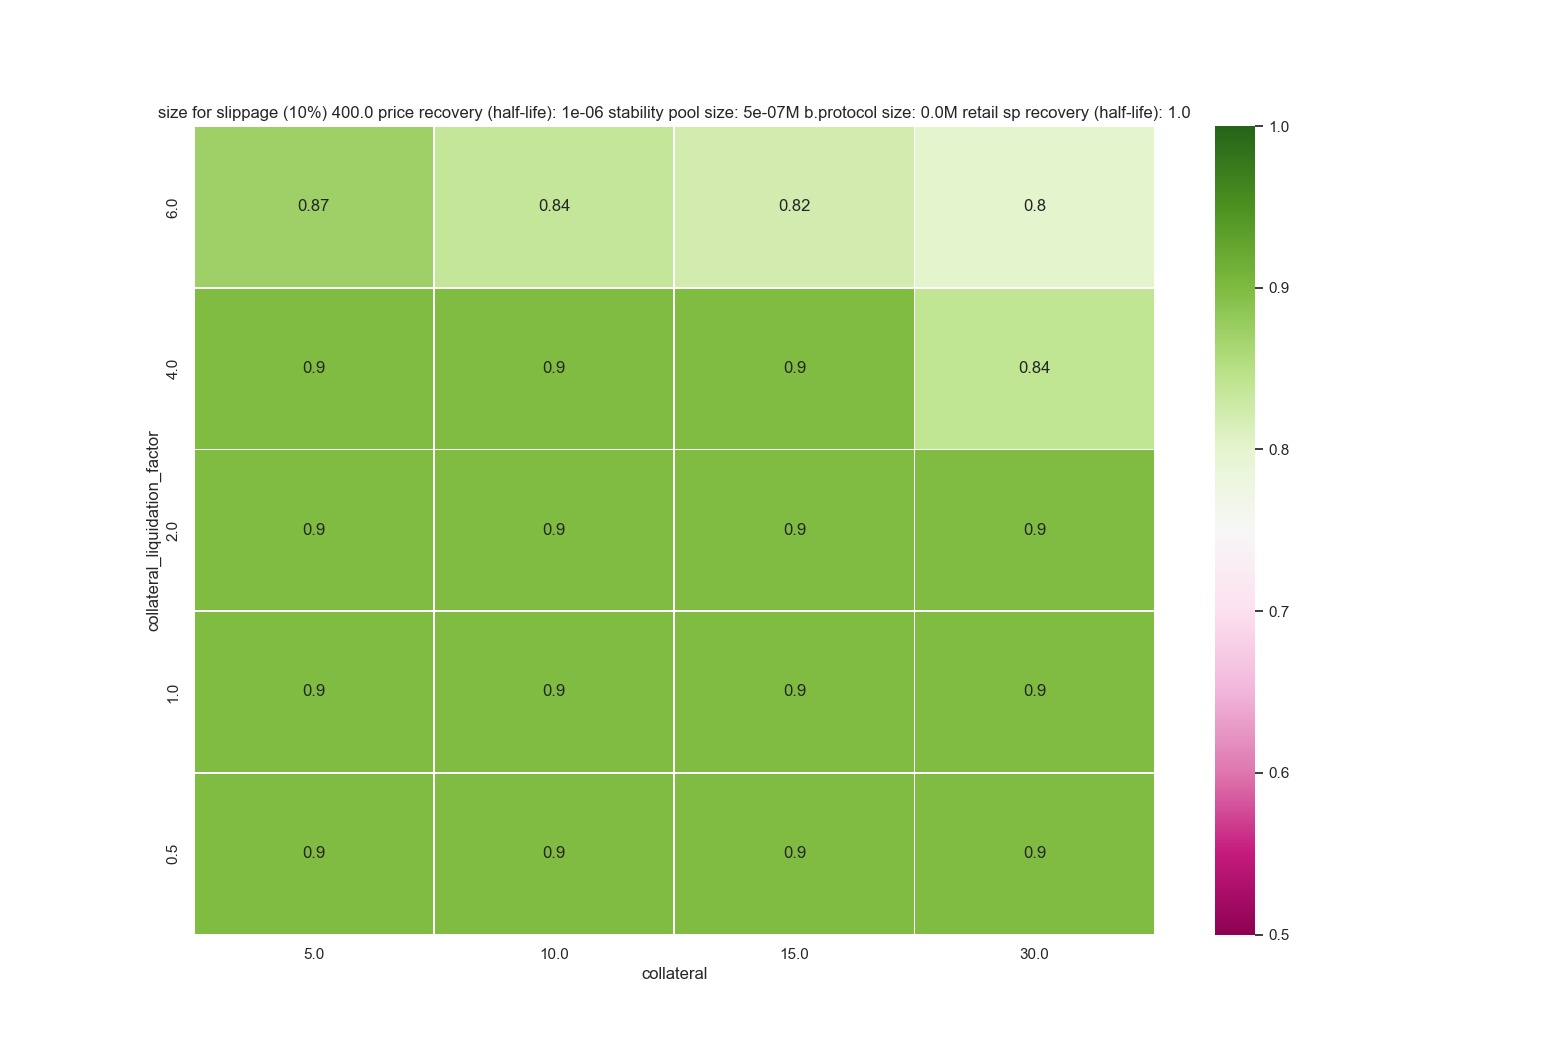 size for slippage (10%) 400.0 price recovery (half-life): 1e-06 stability pool size: 5e-07M b.protocol size: 0.0M retail sp recovery (half-life): 1.0
6.0 0.87 0.84 0.82 0.8
4.0 0.9 0.9 0.9 0.84
2.0 0.9 0.9 0.9 0.9
1.0 0.9 0.9 0.9 0.9
0.5 0.9 0.9 0.9 0.9
collateral_liquidation_factor
5.0 10.0 15.0 30.0
collateral
1.0
0.9
0.8
0.7
0.6
0.5